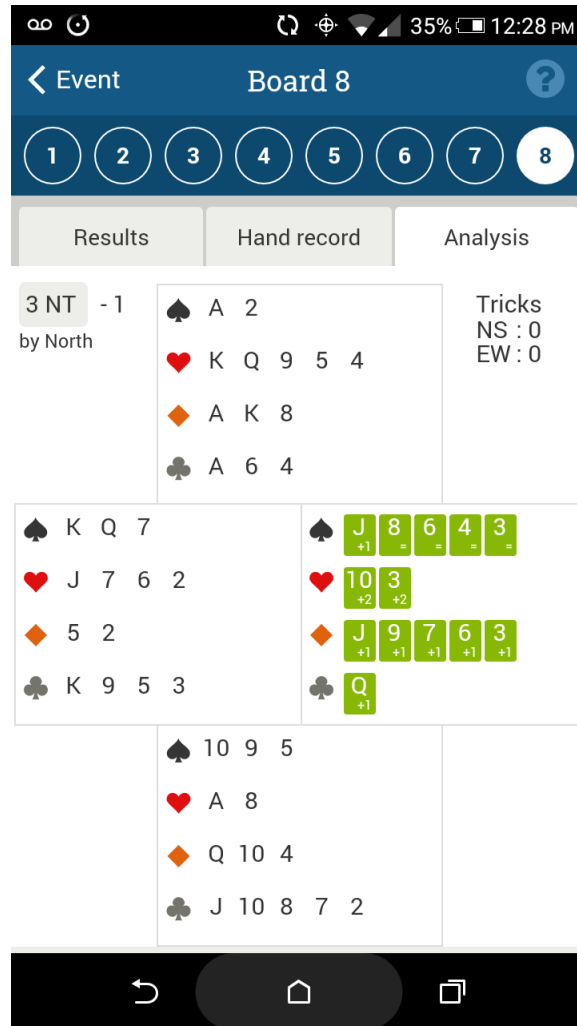 35% 12:28 PM
Event Board 8 ?
1 2 3 4 5 6 7 8
Results Hand record Analysis
3 NT - 1
by North
A 2
K Q 9 5 4
A K 8
A 6 4
Tricks
NS : 0
EW : 0
K Q 7
J 7 6 2
5 2
K 9 5 3
J +1 8 = 6 = 4 = 3 =
10 +2 3 +2
J +1 9 +1 7 +1 6 +1 3 +1
Q +1
10 9 5
A 8
Q 10 4
J 10 8 7 2